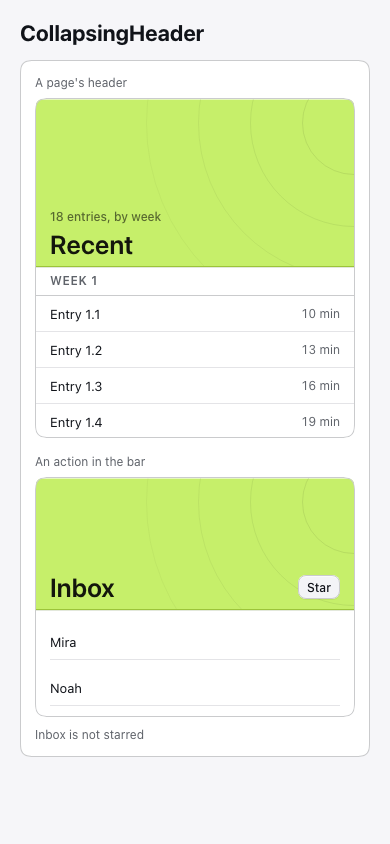 CollapsingHeader
A page's header
18 entries, by week
Recent
WEEK 1
Entry 1.1 10 min
Entry 1.2 13 min
Entry 1.3 16 min
Entry 1.4 19 min
An action in the bar
Inbox Star
Mira
Noah
Inbox is not starred